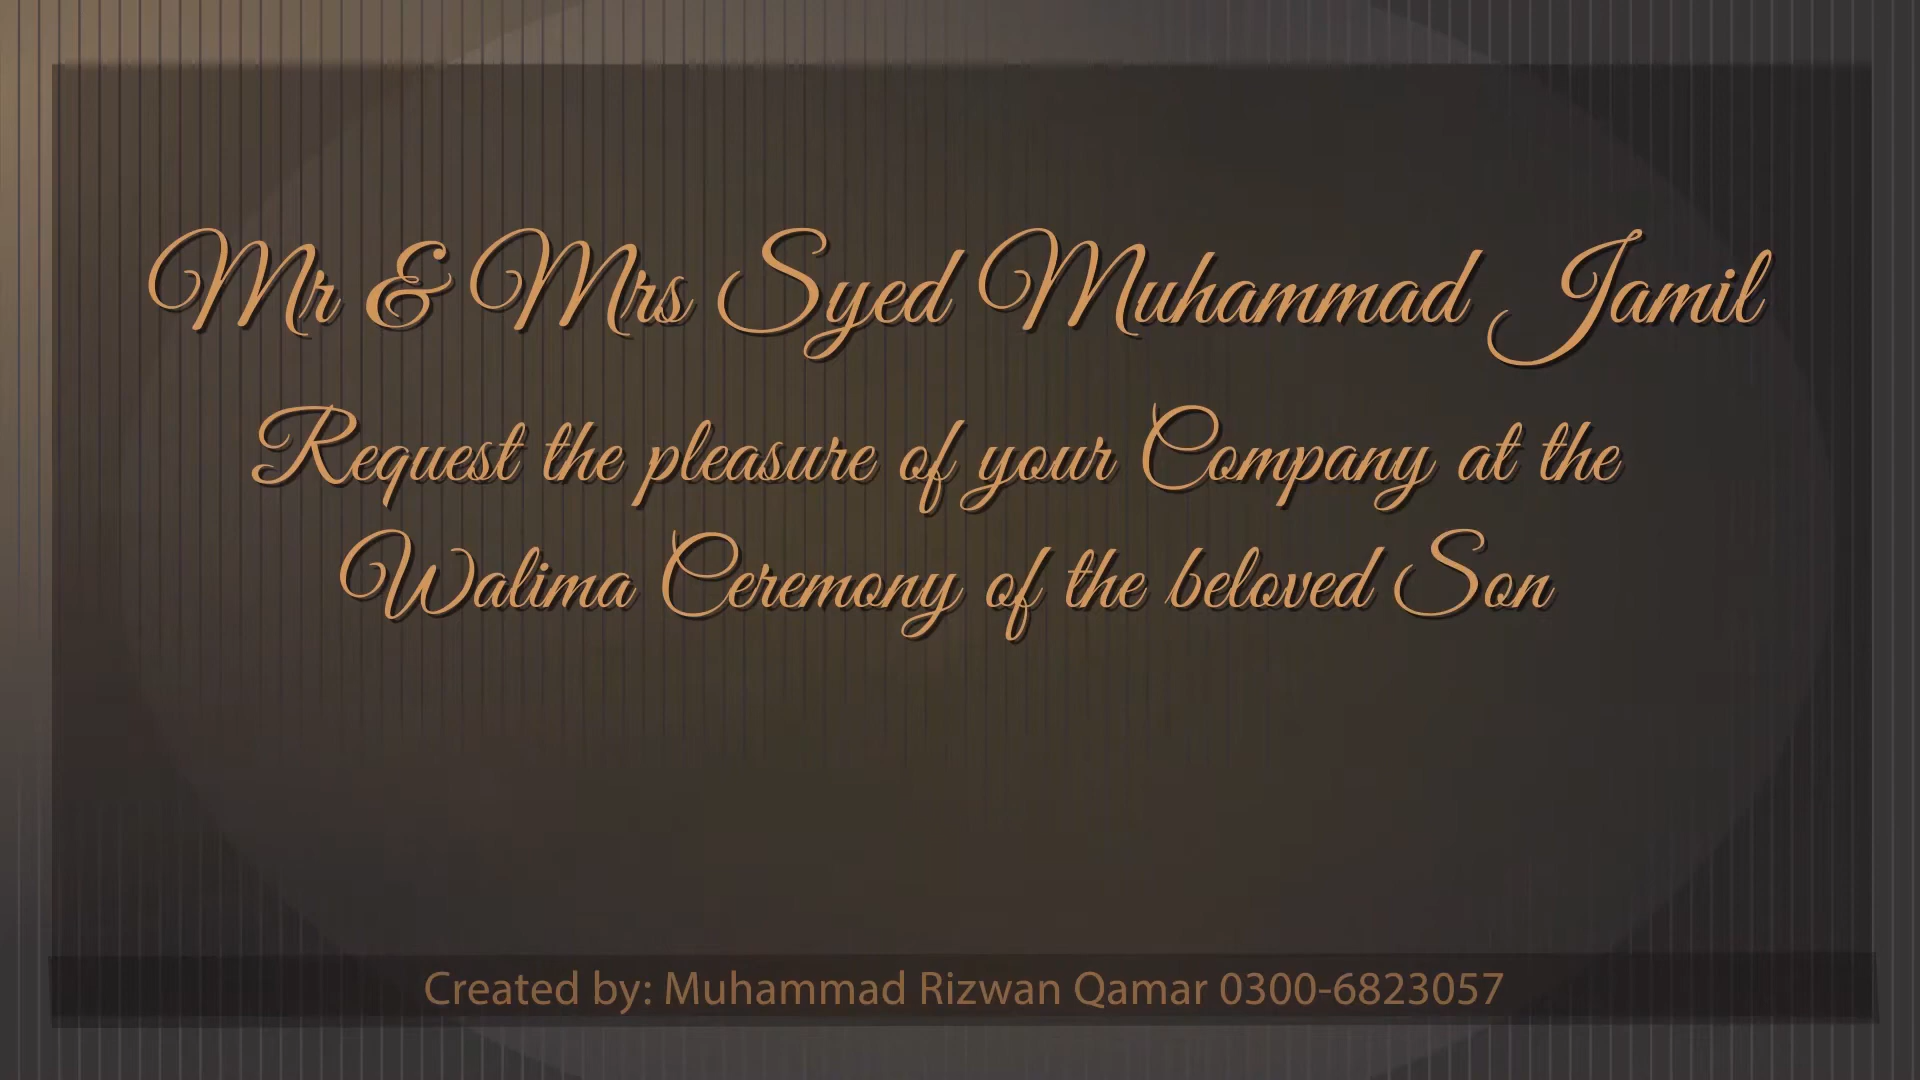 Mr & Mrs Syed Muhammad Jamil
Request the pleasure of your Company at the
Walima Ceremony of the beloved Son
Created by: Muhammad Rizwan Qamar 0300-6823057